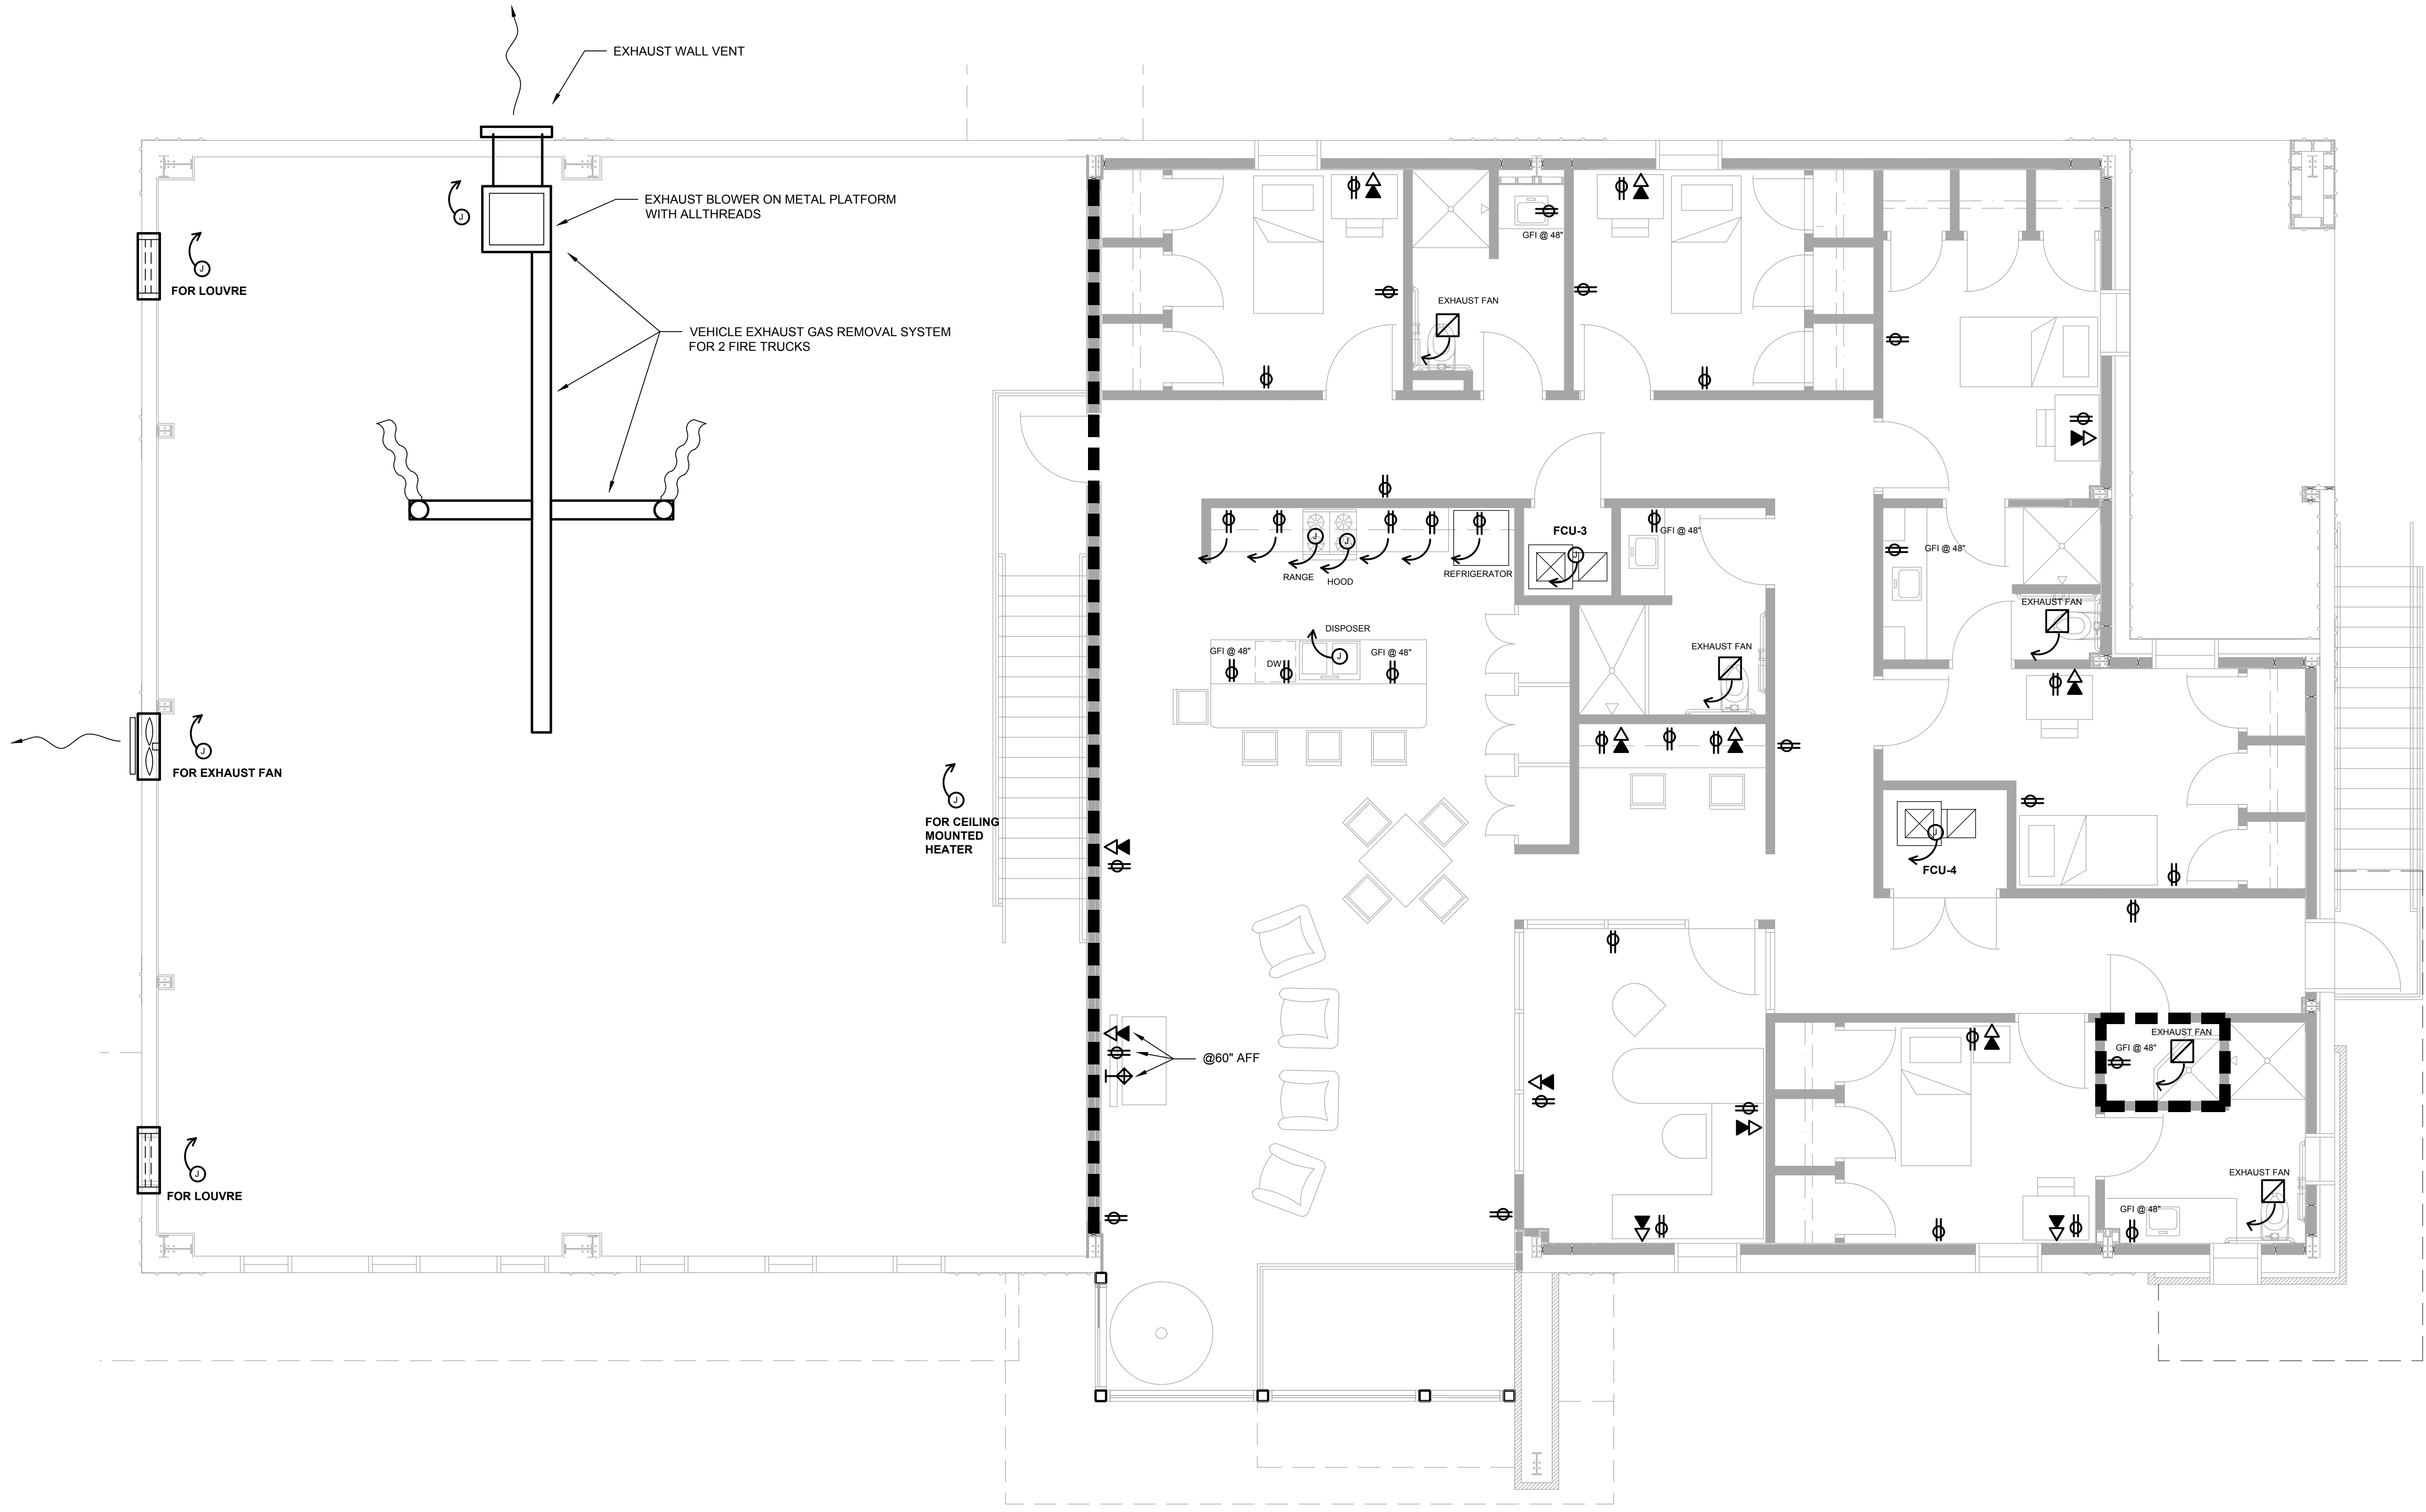 EXHAUST WALL VENT
EXHAUST BLOWER ON METAL PLATFORM
WITH ALLTHREADS
J
GFI @ 48"
J
FOR LOUVRE
EXHAUST FAN
VEHICLE EXHAUST GAS REMOVAL SYSTEM
FOR 2 FIRE TRUCKS
FCU-3
GFI @ 48"
J
J
J
GFI @ 48"
RANGE
HOOD
REFRIGERATOR
EXHAUST FAN
DISPOSER
GFI @ 48"
DW
J
GFI @ 48"
EXHAUST FAN
J
FOR EXHAUST FAN
J
FOR CEILING
MOUNTED
HEATER
J
FCU-4
EXHAUST FAN
GFI @ 48"
@60" AFF
J
FOR LOUVRE
EXHAUST FAN
GFI @ 48"